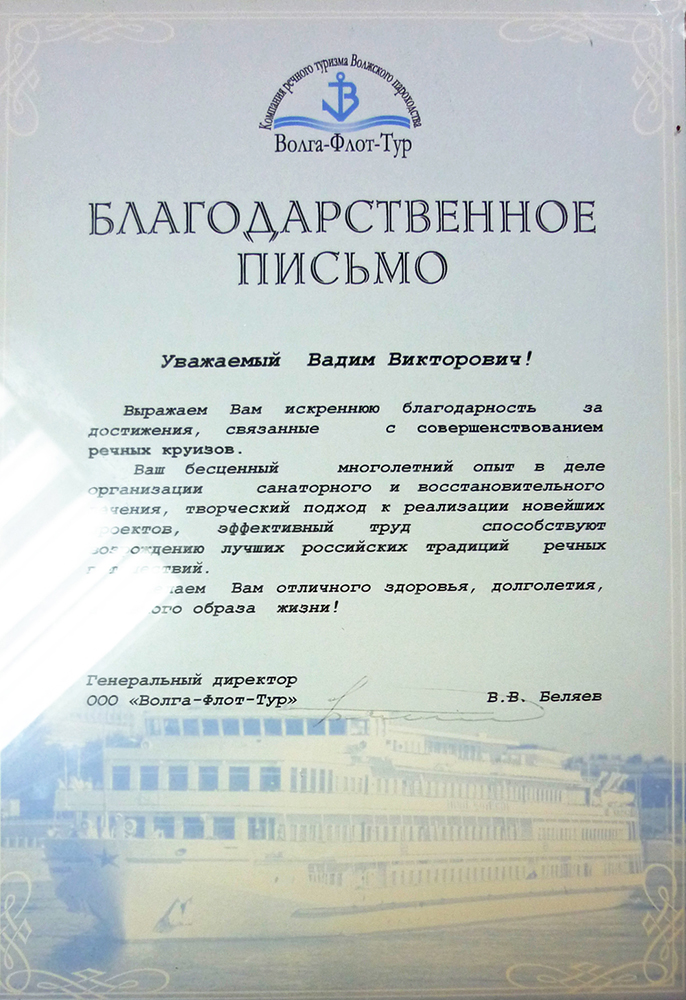 Компания речного туризма Волжского пароходства
Волга-Флот-Тур
БЛАГОДАРСТВЕННОЕ
ПИСЬМО
Уважаемый Вадим Викторович!
Выражаем Вам искреннюю благодарность за
достижения, связанные с совершенствованием
речных круизов.
Ваш бесценный многолетний опыт в деле
организации санаторного и восстановительного
лечения, творческий подход к реализации новейших
проектов, эффективный труд способствуют
возрождению лучших российских традиций речных
Вам отличного здоровья, долголетия,
образа жизни!
Генеральный директор
ООО «Волга-Флот-Тур» В.В. Беляев